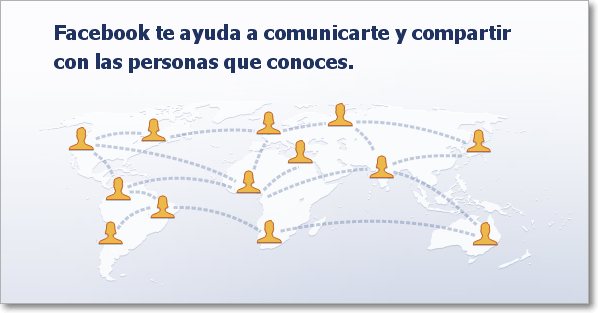 Facebook te ayuda a comunicarte y compartir
con las personas que conoces.